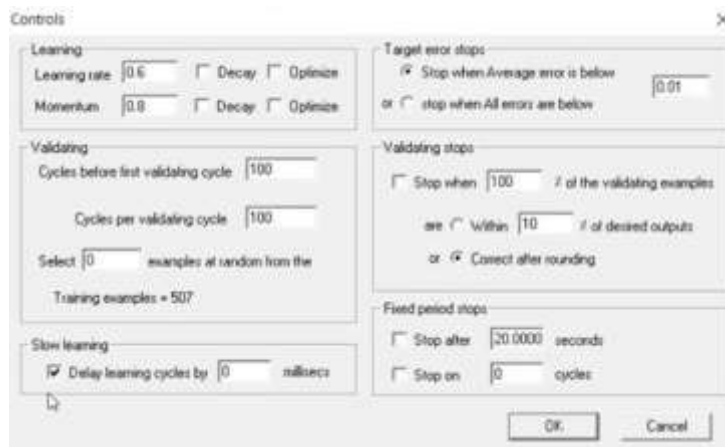 Controls
Learning
Learning rate 0.6 Decay Optimize
Momentum 0.8 Decay Optimize
Validating
Cycles before first validating cycle 100
Cycles per validating cycle 100
Select 0 examples at random from the
Training examples = 507
Slow learning
Delay learning cycles by 0 millisecs
Target error stops
Stop when Average error is below
or stop when All errors are below
0.01
Validating stops
Stop when 100 % of the validating examples
are Within 10 % of desired outputs
or Correct after rounding
Fixed period stops
Stop after 20.0000 seconds
Stop on 0 cycles
OK Cancel